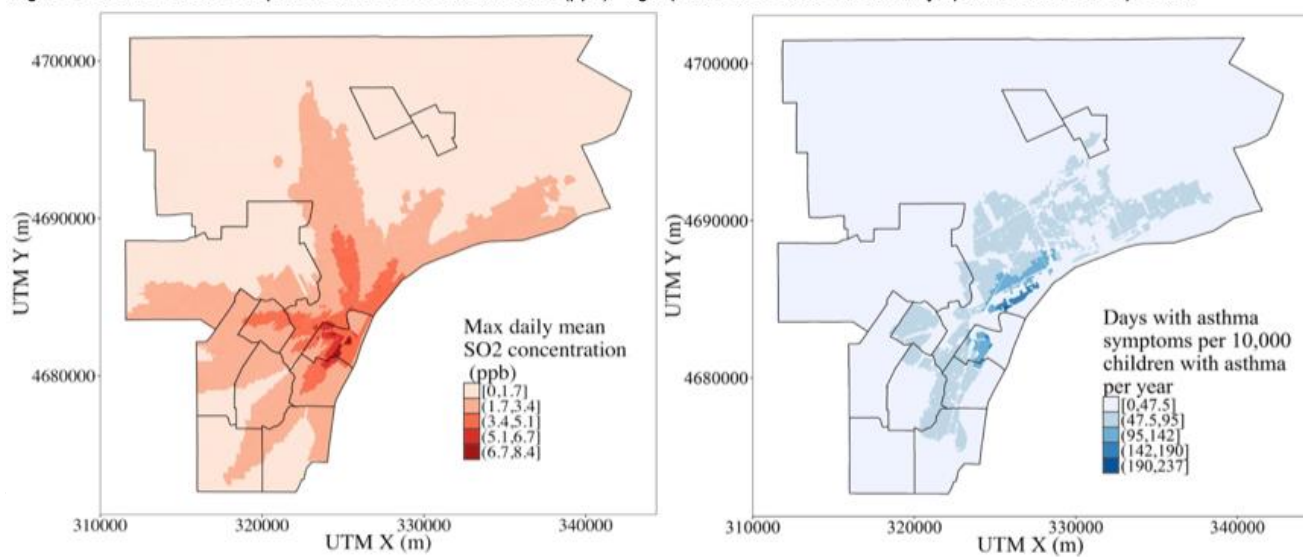 4700000
4690000
4680000
310000
320000
330000
340000
UTM X (m)
UTM Y (m)
Max daily mean
SO2 concentration
(ppb)
[0,1.7]
(1.7,3.4]
(3.4,5.1]
(5.1,6.7]
(6.7,8.4]
4700000
4690000
4680000
310000
320000
330000
340000
UTM X (m)
UTM Y (m)
Days with asthma
symptoms per 10,000
children with asthma
per year
[0,47.5]
(47.5,95]
(95,142]
(142,190]
(190,237]